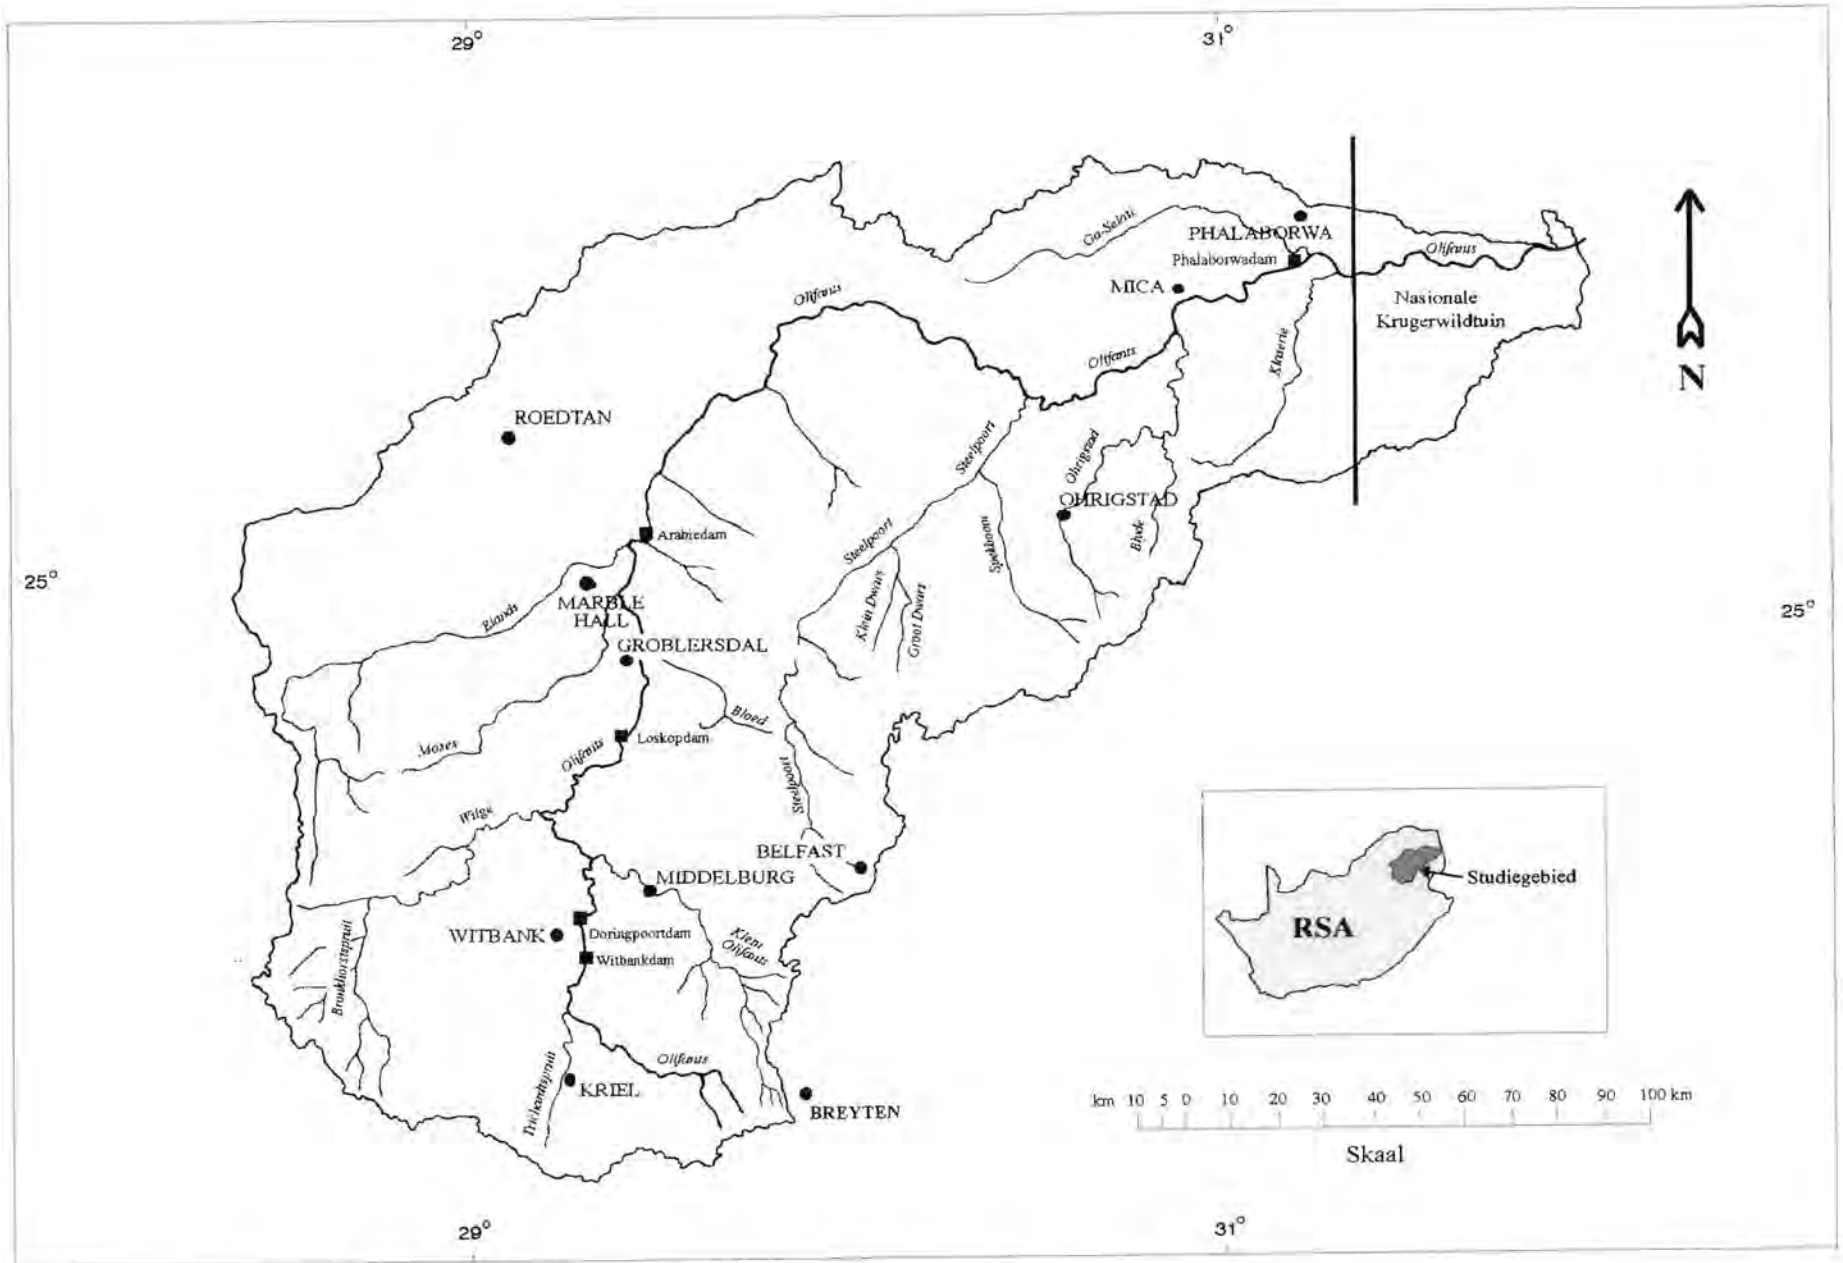 29°
31°
Ga-Selati
PHALABORWA
Phalaborwadam
Olifants
MICA
Nasionale
Krugerwildtuin
Olifants
Olifants
Klaserie
N
ROEDTAN
Steelpoort
Ohrigstad
OHRIGSTAD
Arabiedam
Steelpoort
Spekboom
Blyde
25°
25°
MARBLE
HALL
Elands
Klein Dwars
Groot Dwars
GROBLERSDAL
Bloed
Moses
Olifants
Loskopdam
Steelpoort
Wilge
BELFAST
MIDDELBURG
Studiegebied
RSA
WITBANK
Doringpoortdam
Klein
Olifants
Witbankdam
Bronkhorstspruit
Olifants
Trichardtspruit
KRIEL
BREYTEN
km 10 5 0 10 20 30 40 50 60 70 80 90 100 km
Skaal
29°
31°